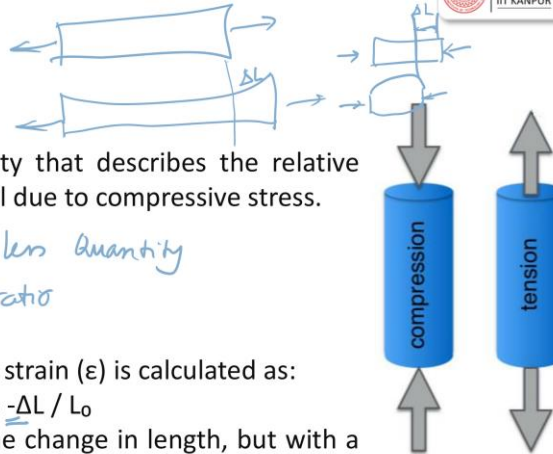 ΔL
IIT KANPUR
ΔL
ty that describes the relative
l due to compressive stress.
less Quantity
ratio
compression
tension
strain (ε) is calculated as:
-ΔL / L₀
e change in length, but with a